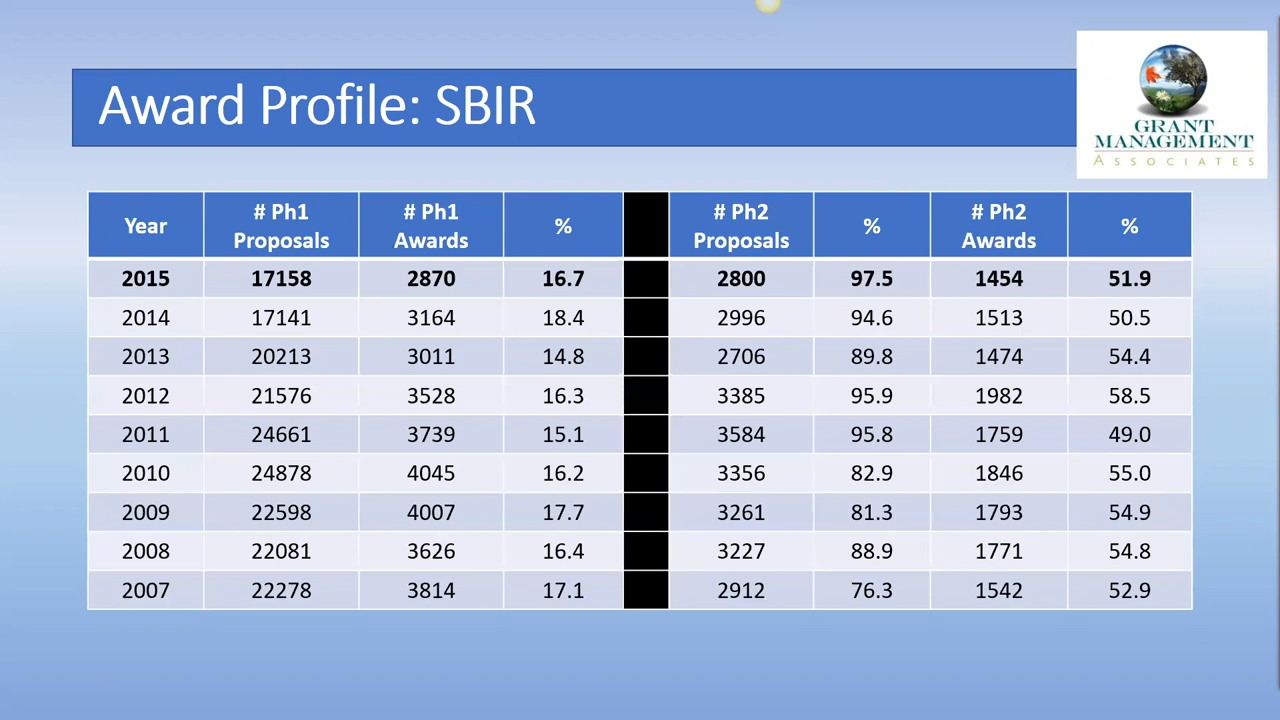 Award Profile: SBIR
GRANT
MANAGEMENT
ASSOCIATES
Year # Ph1 Proposals # Ph1 Awards % # Ph2 Proposals % # Ph2 Awards %
2015 17158 2870 16.7 2800 97.5 1454 51.9
2014 17141 3164 18.4 2996 94.6 1513 50.5
2013 20213 3011 14.8 2706 89.8 1474 54.4
2012 21576 3528 16.3 3385 95.9 1982 58.5
2011 24661 3739 15.1 3584 95.8 1759 49.0
2010 24878 4045 16.2 3356 82.9 1846 55.0
2009 22598 4007 17.7 3261 81.3 1793 54.9
2008 22081 3626 16.4 3227 88.9 1771 54.8
2007 22278 3814 17.1 2912 76.3 1542 52.9